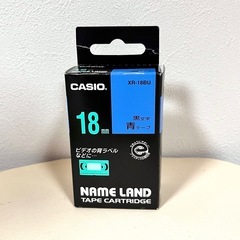 CASIO
XR-18BU
18mm
黒文字
青テープ
ビデオの背ラベル
などに…
NAME LAND
TAPE CARTRIDGE